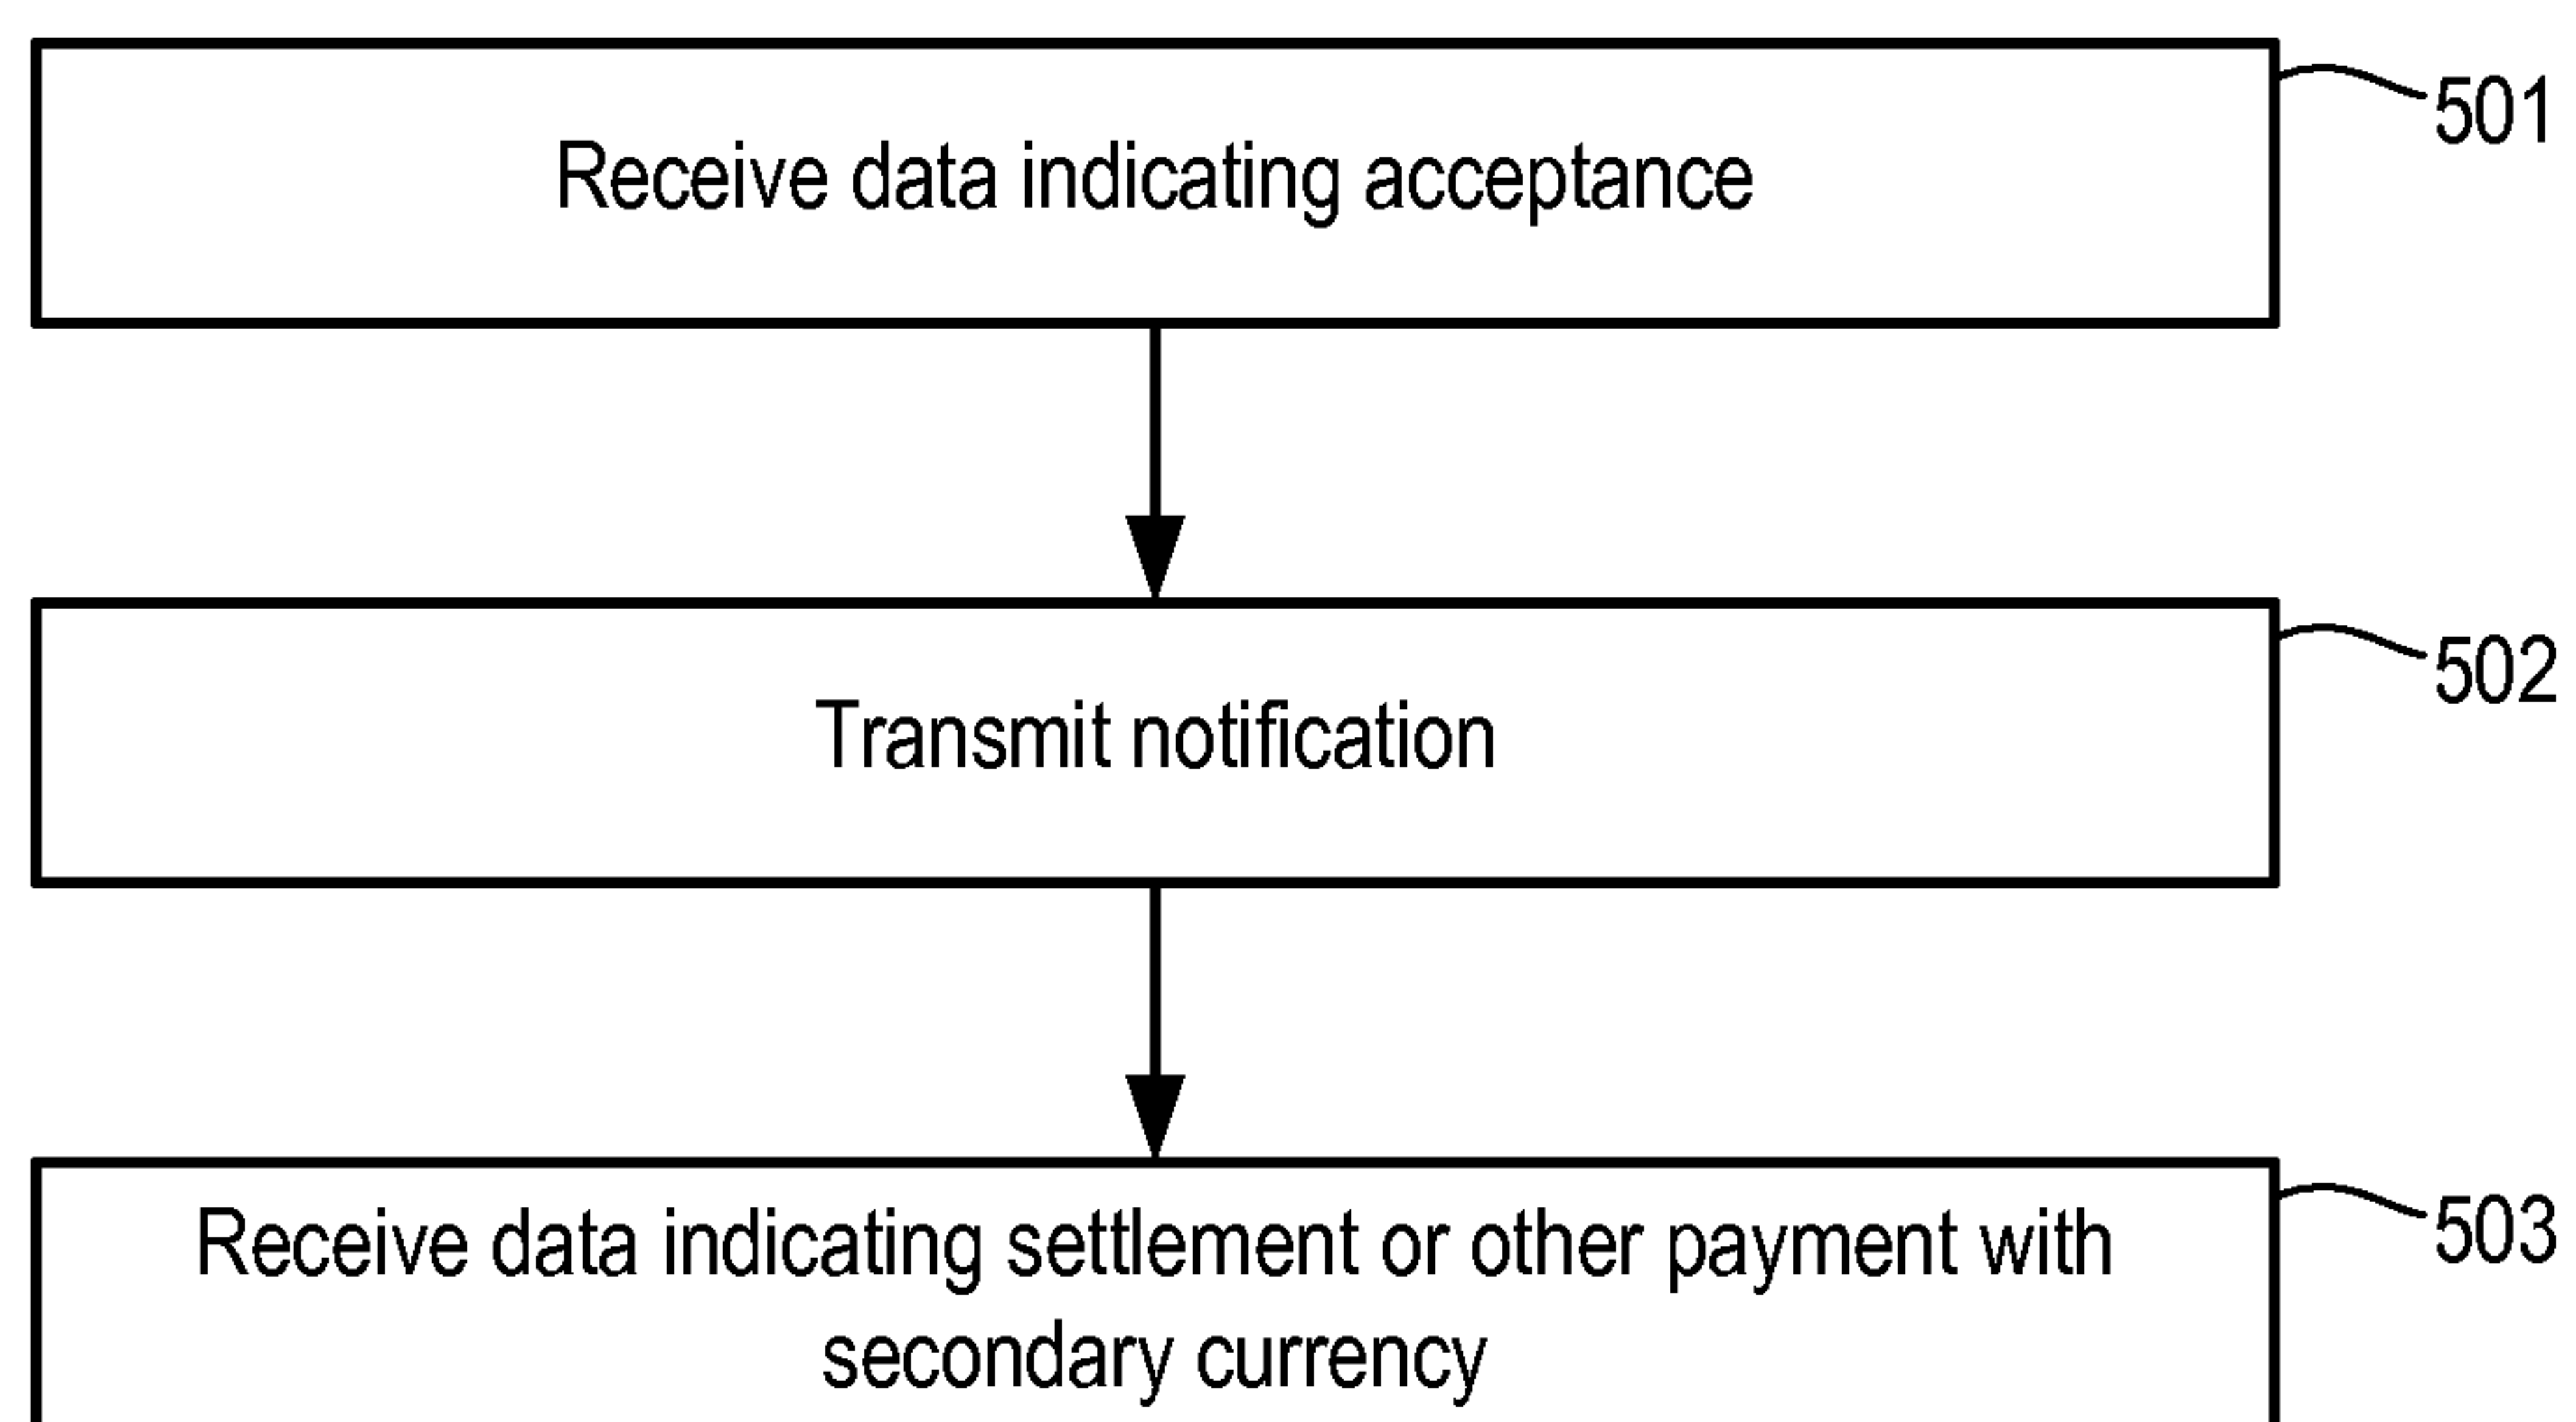 Receive data indicating acceptance
501
Transmit notification
502
Receive data indicating settlement or other payment with
secondary currency
503